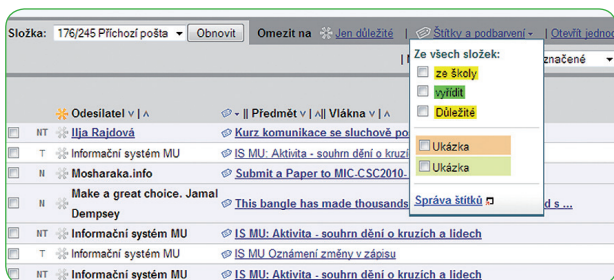 Složka: 176/245 Příchozí pošta Obnovit Omezit na Jen důležité | Štítky a podbarvení | Otevřít jednoc
Ze všech složek:
ze školy
vyřídit
Důležité
Ukázka
Ukázka
Správa štítků
značené
Odesílatel v | ʌ || Předmět v | ʌ|| Vlákna v | ʌ
NT Ilja Rajdová Kurz komunikace se sluchově po
T Informační systém MU IS MU: Aktivita - souhrn dění o kruzí
N Mosharaka.info Submit a Paper to MIC-CSC2010-
N Make a great choice. Jamal Dempsey This bangle has made thousands d s ...
NT Informační systém MU IS MU: Aktivita - souhrn dění o kruzích a lidech
T Informační systém MU IS MU Oznámení změny v zápisu
NT Informační systém MU IS MU: Aktivita - souhrn dění o kruzích a lidech